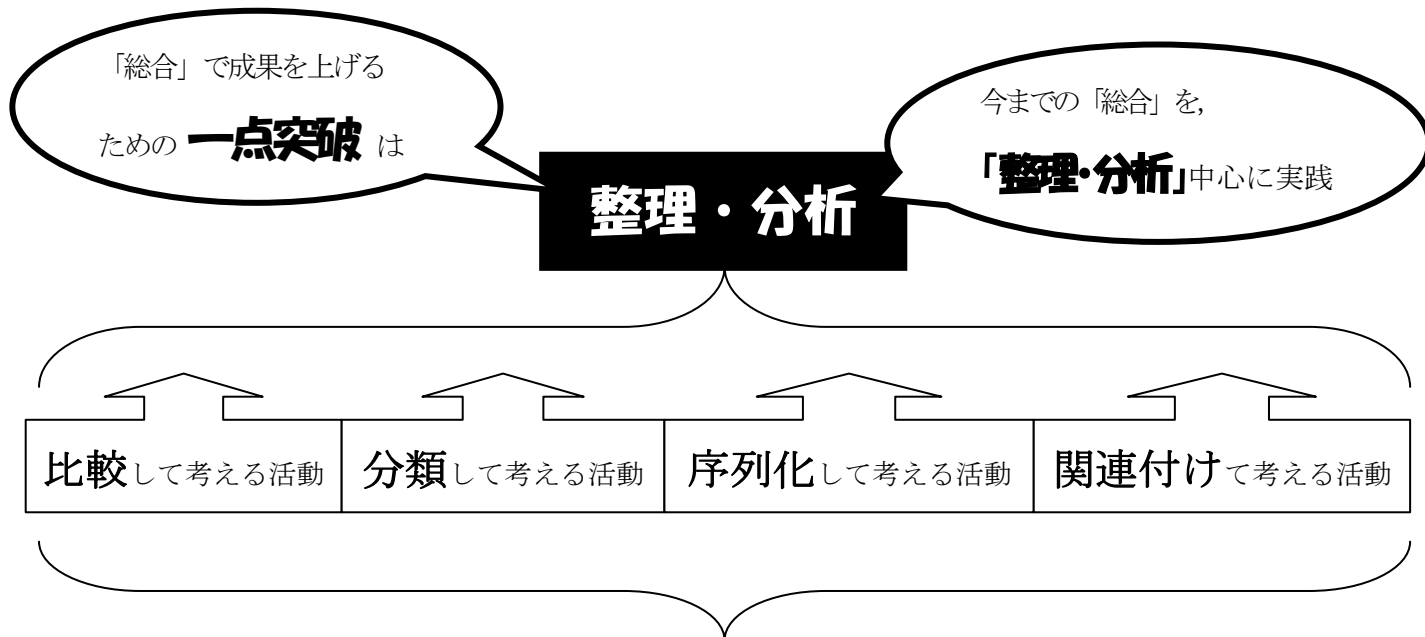 「総合」で成果を上げる
ための 一点突破 は
今までの「総合」を,
「整理・分析」中心に実践
整理・分析
比較して考える活動
分類して考える活動
序列化して考える活動
関連付けて考える活動